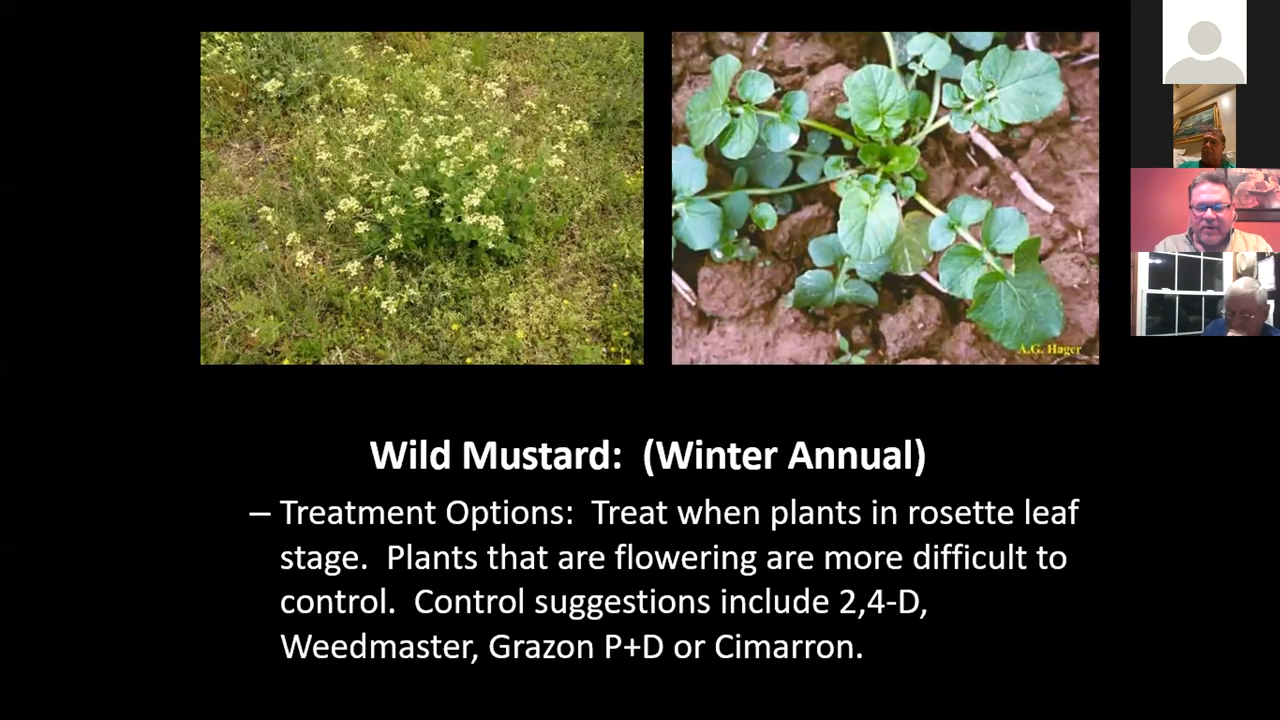 A.G. Hager
Wild Mustard: (Winter Annual)
– Treatment Options: Treat when plants in rosette leaf
stage. Plants that are flowering are more difficult to
control. Control suggestions include 2,4-D,
Weedmaster, Grazon P+D or Cimarron.